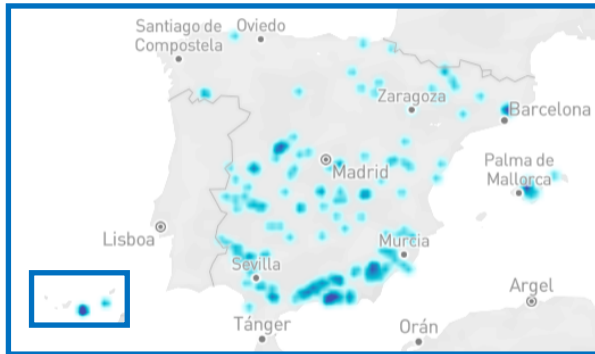 Santiago de
Compostela
Oviedo
Zaragoza
Barcelona
Madrid
Palma de
Mallorca
Lisboa
Murcia
Sevilla
Argel
Tánger
Orán